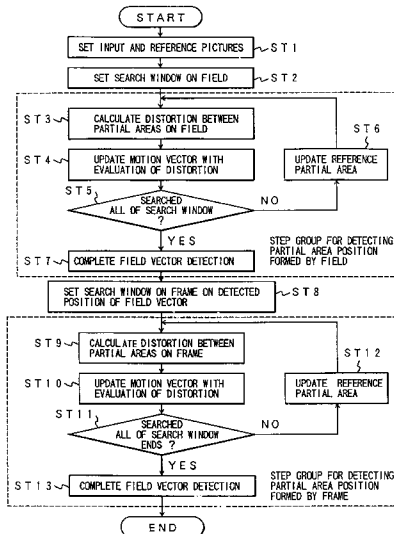 START
SET INPUT AND REFERENCE PICTURES
ST1
SET SEARCH WINDOW ON FIELD
ST2
ST3
CALCULATE DISTORTION BETWEEN
PARTIAL AREAS ON FIELD
ST6
ST4
UPDATE MOTION VECTOR WITH
EVALUATION OF DISTORTION
UPDATE REFERENCE
PARTIAL AREA
ST5
SEARCHED
ALL OF SEARCH WINDOW
?
NO
YES
ST7
COMPLETE FIELD VECTOR DETECTION
STEP GROUP FOR DETECTING
PARTIAL AREA POSITION
FORMED BY FIELD
SET SEARCH WINDOW ON FRAME ON DETECTED
POSITION OF FIELD VECTOR
ST8
ST9
CALCULATE DISTORTION BETWEEN
PARTIAL AREAS ON FRAME
ST12
ST10
UPDATE MOTION VECTOR WITH
EVALUATION OF DISTORTION
UPDATE REFERENCE
PARTIAL AREA
ST11
SEARCHED
ALL OF SEARCH WINDOW
ENDS ?
NO
YES
ST13
COMPLETE FIELD VECTOR DETECTION
STEP GROUP FOR DETECTING
PARTIAL AREA POSITION
FORMED BY FRAME
END